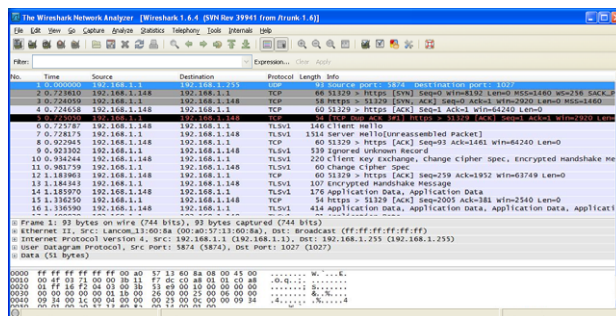 The Wireshark Network Analyzer [Wireshark 1.6.4 (SVN Rev 39941 from /trunk-1.6)]
File Edit View Go Capture Analyze Statistics Telephony Tools Internals Help
Filter: Expression... Clear Apply
No. Time Source Destination Protocol Length Info
1 0.000000 192.168.1.1 192.168.1.255 UDP 93 Source port: 5874 Destination port: 1027
2 0.723610 192.168.1.148 192.168.1.1 TCP 66 51329 > https [SYN] Seq=0 Win=8192 Len=0 MSS=1460 WS=256 SACK_P
3 0.724059 192.168.1.1 192.168.1.148 TCP 58 https > 51329 [SYN, ACK] Seq=0 Ack=1 Win=2920 Len=0 MSS=1460
4 0.724658 192.168.1.148 192.168.1.1 TCP 60 51329 > https [ACK] Seq=1 Ack=1 Win=64240 Len=0
5 0.725050 192.168.1.1 192.168.1.148 TCP 54 [TCP Dup ACK 3#1] https > 51329 [ACK] Seq=1 Ack=1 Win=2920 Len=
6 0.725787 192.168.1.148 192.168.1.1 TLSv1 146 Client Hello
7 0.728175 192.168.1.1 192.168.1.148 TLSv1 1514 Server Hello[Unreassembled Packet]
8 0.922945 192.168.1.148 192.168.1.1 TCP 60 51329 > https [ACK] Seq=93 Ack=1461 Win=64240 Len=0
9 0.923302 192.168.1.1 192.168.1.148 TLSv1 539 Ignored Unknown Record
10 0.934244 192.168.1.148 192.168.1.1 TLSv1 220 Client Key Exchange, Change Cipher Spec, Encrypted Handshake Me
11 0.981759 192.168.1.1 192.168.1.148 TLSv1 60 Change Cipher Spec
12 1.183963 192.168.1.148 192.168.1.1 TCP 60 51329 > https [ACK] Seq=259 Ack=1952 Win=63749 Len=0
13 1.184343 192.168.1.1 192.168.1.148 TLSv1 107 Encrypted Handshake Message
14 1.185970 192.168.1.148 192.168.1.1 TLSv1 176 Application Data, Application Data
15 1.336250 192.168.1.1 192.168.1.148 TCP 54 https > 51329 [ACK] Seq=2005 Ack=381 Win=2540 Len=0
16 1.336590 192.168.1.148 192.168.1.1 TLSv1 414 Application Data, Application Data, Application Data, Applicati
Frame 1: 93 bytes on wire (744 bits), 93 bytes captured (744 bits)
Ethernet II, Src: Lancom_13:60:8a (00:a0:57:13:60:8a), Dst: Broadcast (ff:ff:ff:ff:ff:ff)
Internet Protocol Version 4, Src: 192.168.1.1 (192.168.1.1), Dst: 192.168.1.255 (192.168.1.255)
User Datagram Protocol, Src Port: 5874 (5874), Dst Port: 1027 (1027)
Data (51 bytes)
0000 ff ff ff ff ff ff 00 a0 57 13 60 8a 08 00 45 00 ........ W.`...E.
0010 00 4f 03 71 00 00 3b 11 f7 dc c0 a8 01 01 c0 a8 .O.q..;. ........